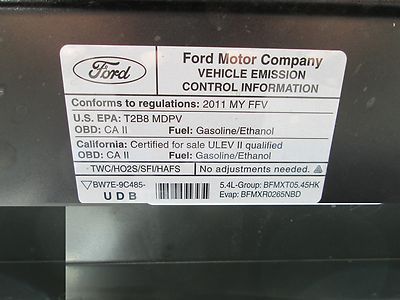 Ford
Ford Motor Company
VEHICLE EMISSION
CONTROL INFORMATION
Conforms to regulations: 2011 MY FFV
U.S. EPA: T2B8 MDPV
OBD: CA II Fuel: Gasoline/Ethanol
California: Certified for sale ULEV II qualified
OBD: CA II Fuel: Gasoline/Ethanol
TWC/HO2S/SFI/HAFS No adjustments needed.
BW7E-9C485- 5.4L-Group: BFMXT05.45HK
UDB Evap: BFMXR0265NBD